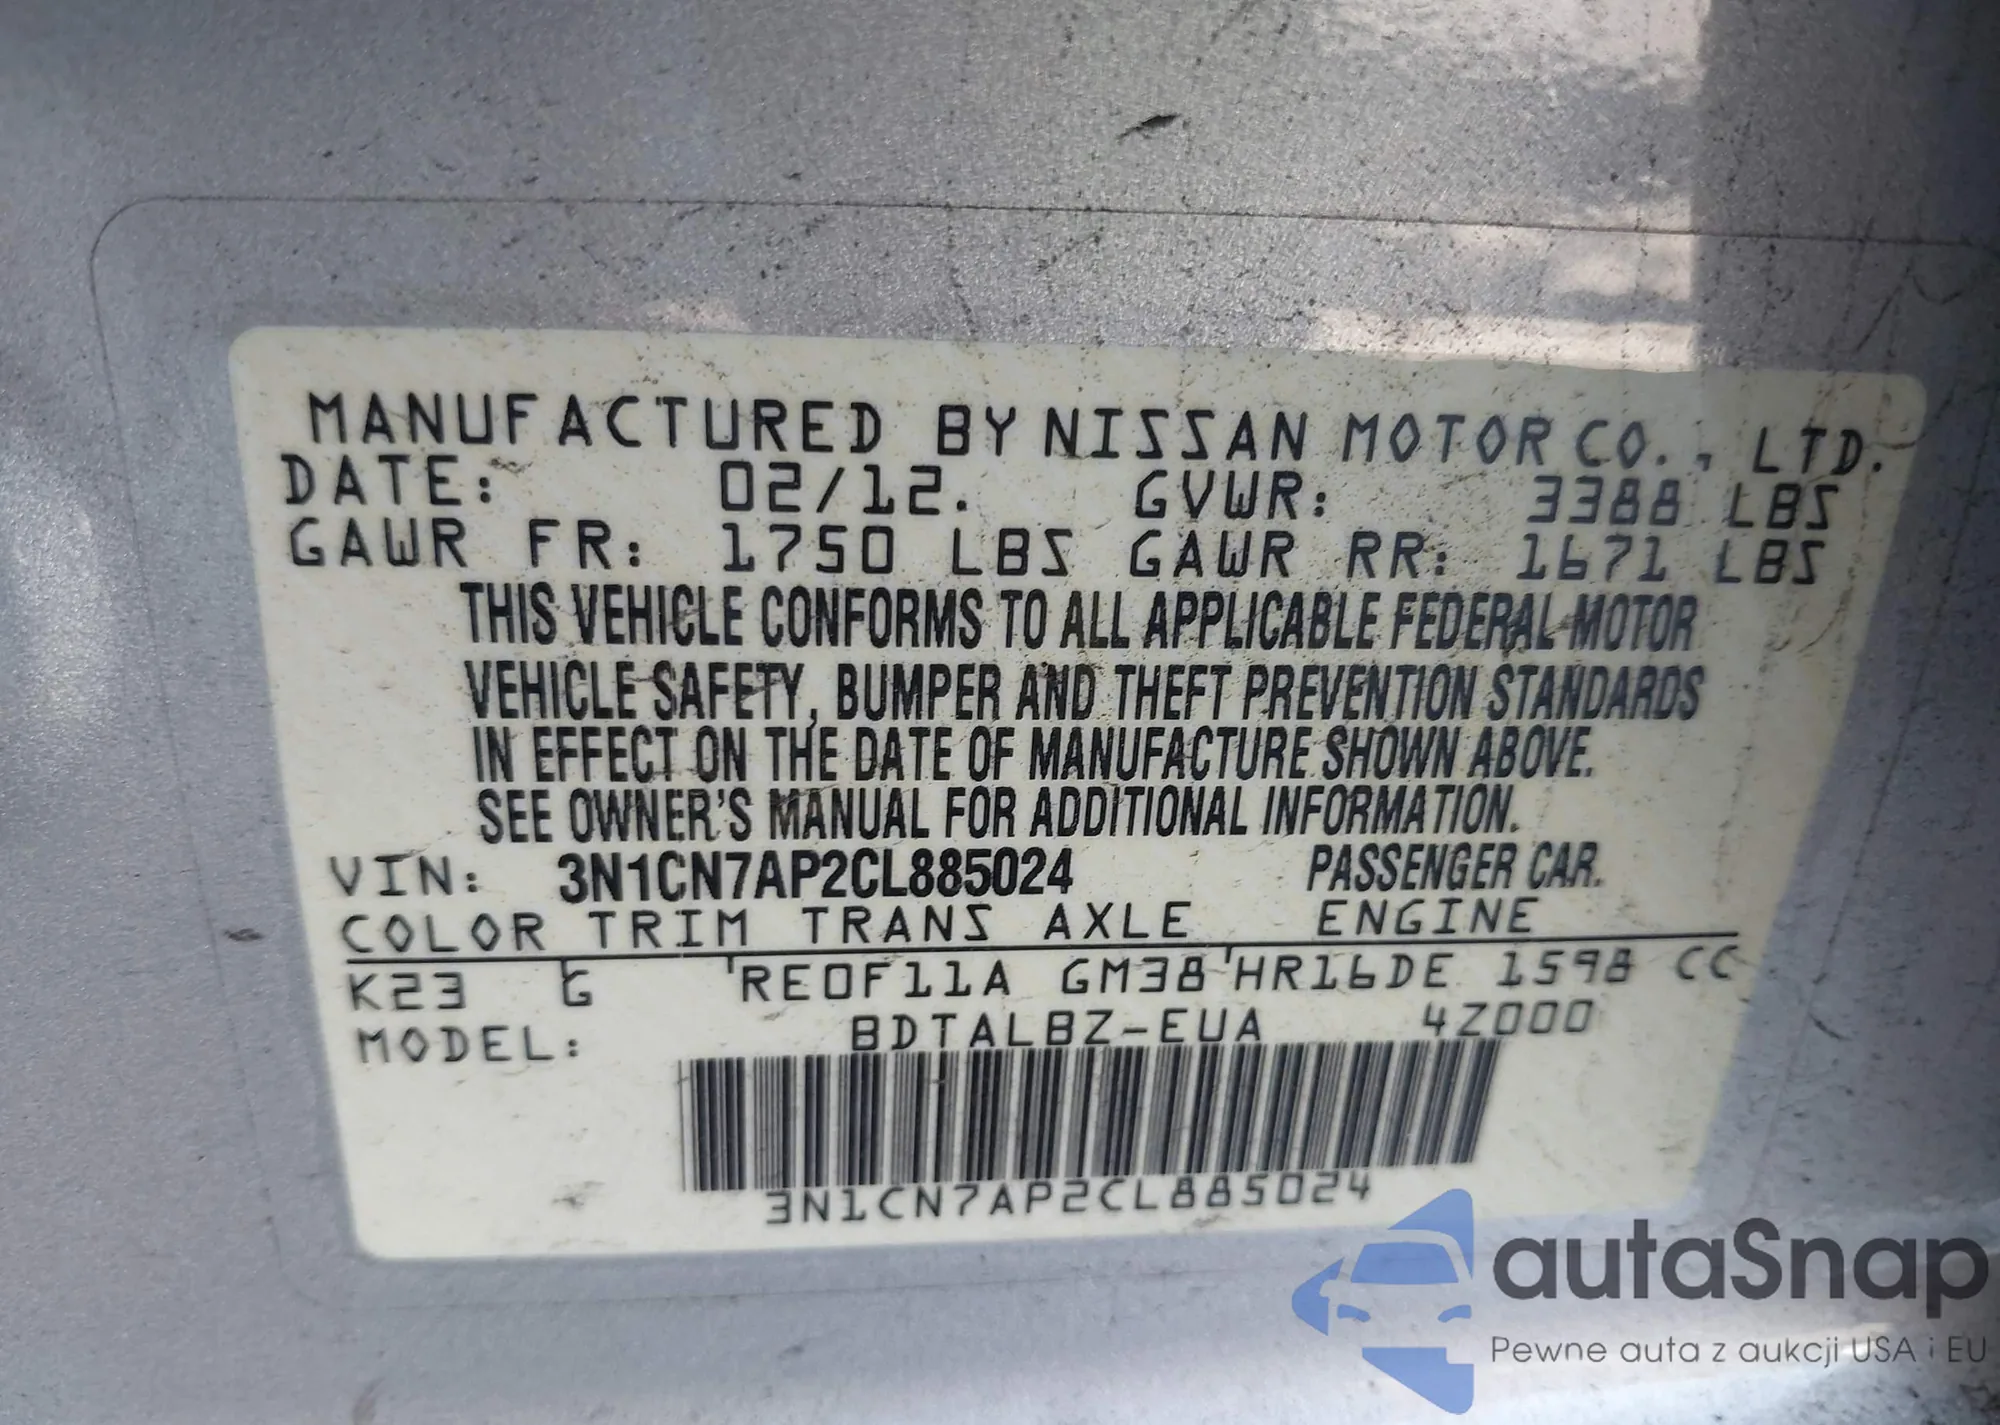 MANUFACTURED BY NISSAN MOTOR CO., LTD.
DATE: 02/12. GVWR: 3388 LBS
GAWR FR: 1750 LBS GAWR RR: 1671 LBS
THIS VEHICLE CONFORMS TO ALL APPLICABLE FEDERAL MOTOR
VEHICLE SAFETY, BUMPER AND THEFT PREVENTION STANDARDS
IN EFFECT ON THE DATE OF MANUFACTURE SHOWN ABOVE.
SEE OWNER'S MANUAL FOR ADDITIONAL INFORMATION.
VIN: 3N1CN7AP2CL885024 PASSENGER CAR.
COLOR TRIM TRANS AXLE ENGINE
K23 G RE0F11A GM38 HR16DE 1598 CC
MODEL: BDTALBZ-EUA 4Z000
3N1CN7AP2CL885024
autaSnap
Pewne auta z aukcji USA i EU